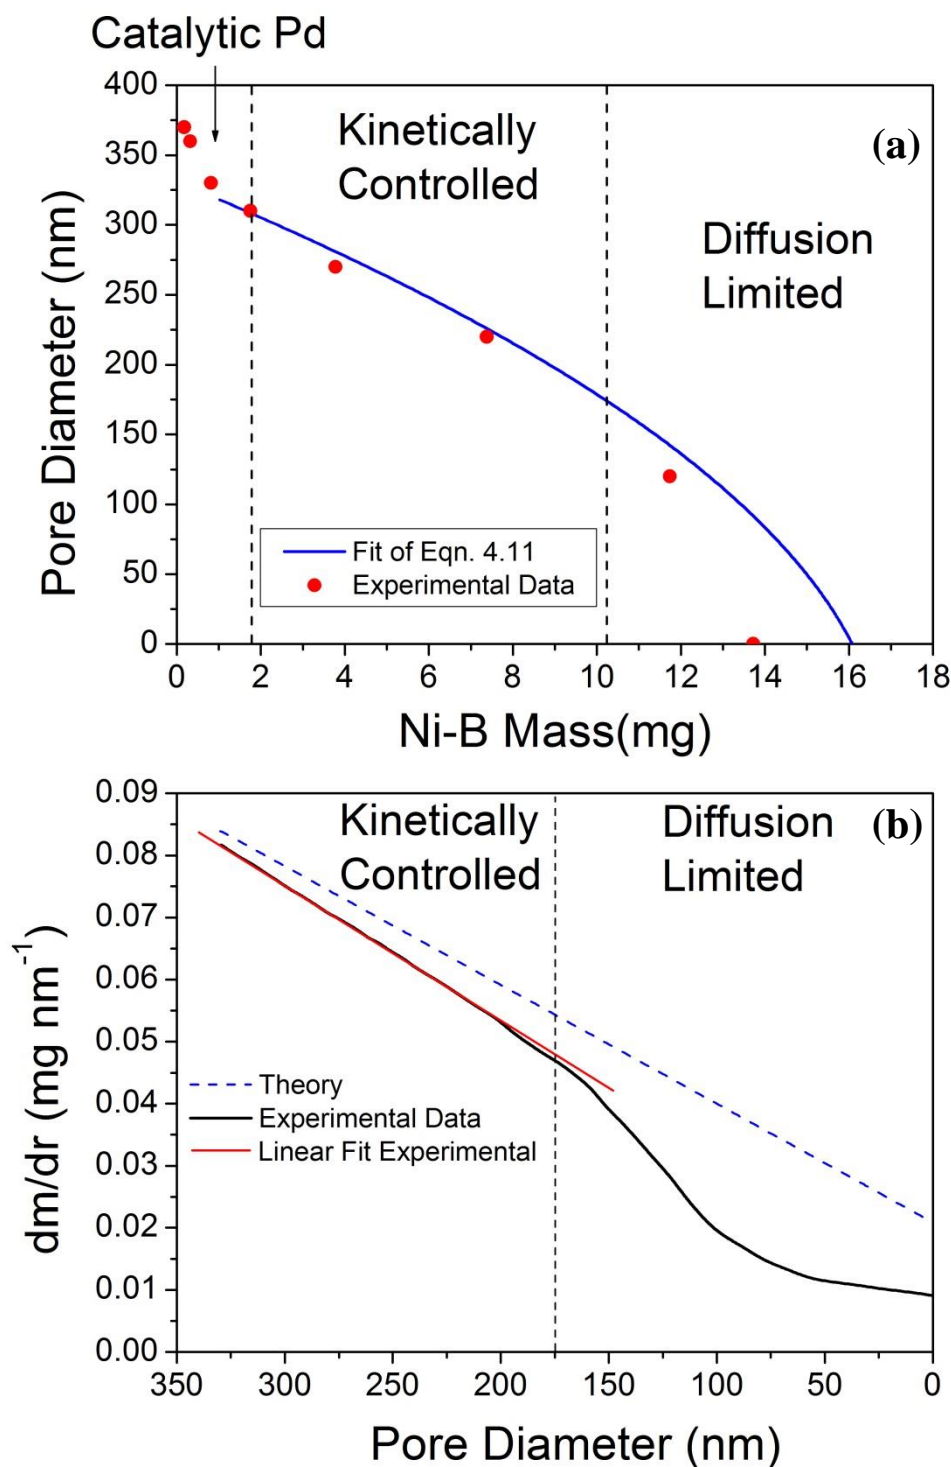 Catalytic Pd
400
350
300
250
200
150
100
50
0
Pore Diameter (nm)
Kinetically
Controlled
(a)
Diffusion
Limited
Fit of Eqn. 4.11
Experimental Data
0 2 4 6 8 10 12 14 16 18
Ni-B Mass(mg)
0.09
0.08
0.07
0.06
0.05
0.04
0.03
0.02
0.01
0.00
dm/dr (mg nm⁻¹)
Kinetically
Controlled
Diffusion
Limited
(b)
Theory
Experimental Data
Linear Fit Experimental
350 300 250 200 150 100 50 0
Pore Diameter (nm)